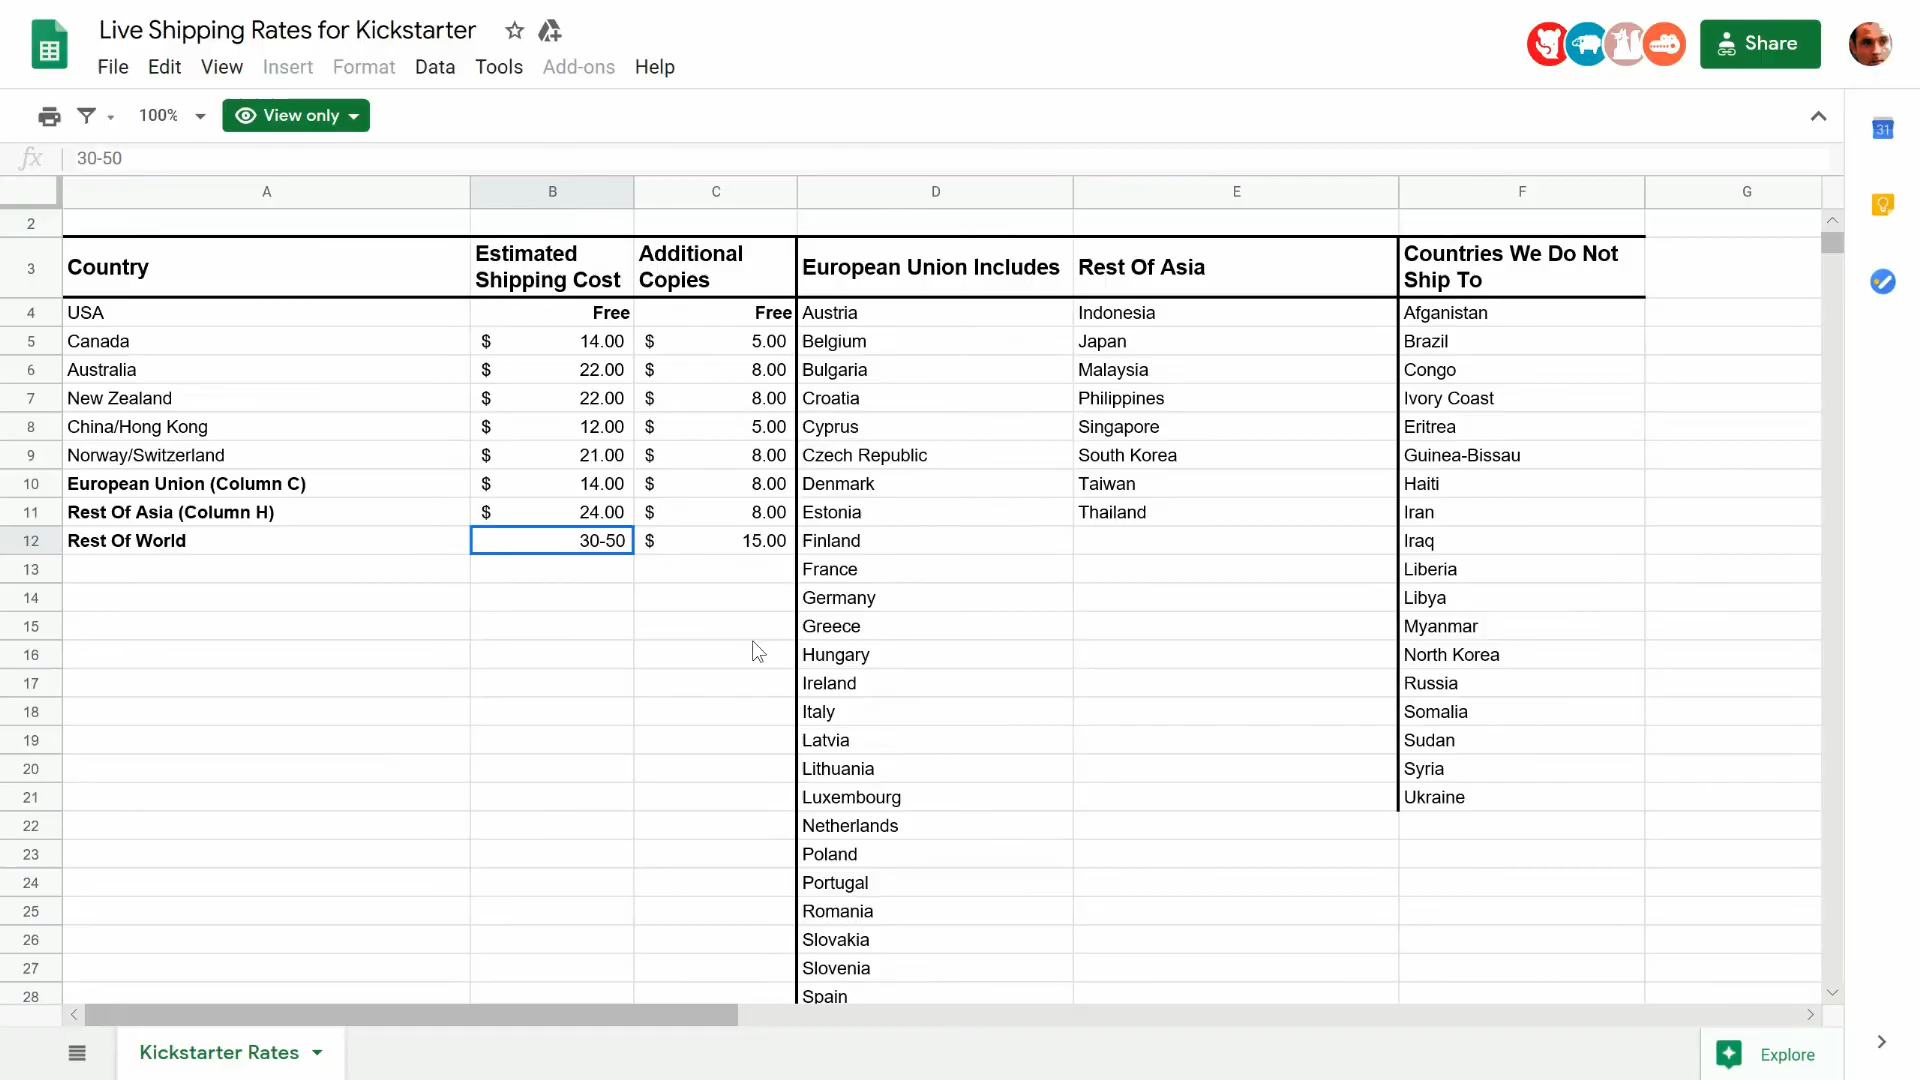 Live Shipping Rates for Kickstarter
File Edit View Insert Format Data Tools Add-ons Help
Share
100% View only
31
fx 30-50
A B C D E F G
2
3 Country Estimated Shipping Cost Additional Copies European Union Includes Rest Of Asia Countries We Do Not Ship To
4 USA Free Free Austria Indonesia Afganistan
5 Canada $ 14.00 $ 5.00 Belgium Japan Brazil
6 Australia $ 22.00 $ 8.00 Bulgaria Malaysia Congo
7 New Zealand $ 22.00 $ 8.00 Croatia Philippines Ivory Coast
8 China/Hong Kong $ 12.00 $ 5.00 Cyprus Singapore Eritrea
9 Norway/Switzerland $ 21.00 $ 8.00 Czech Republic South Korea Guinea-Bissau
10 European Union (Column C) $ 14.00 $ 8.00 Denmark Taiwan Haiti
11 Rest Of Asia (Column H) $ 24.00 $ 8.00 Estonia Thailand Iran
12 Rest Of World 30-50 $ 15.00 Finland Iraq
13 France Liberia
14 Germany Libya
15 Greece Myanmar
16 Hungary North Korea
17 Ireland Russia
18 Italy Somalia
19 Latvia Sudan
20 Lithuania Syria
21 Luxembourg Ukraine
22 Netherlands
23 Poland
24 Portugal
25 Romania
26 Slovakia
27 Slovenia
28 Spain
Kickstarter Rates
Explore